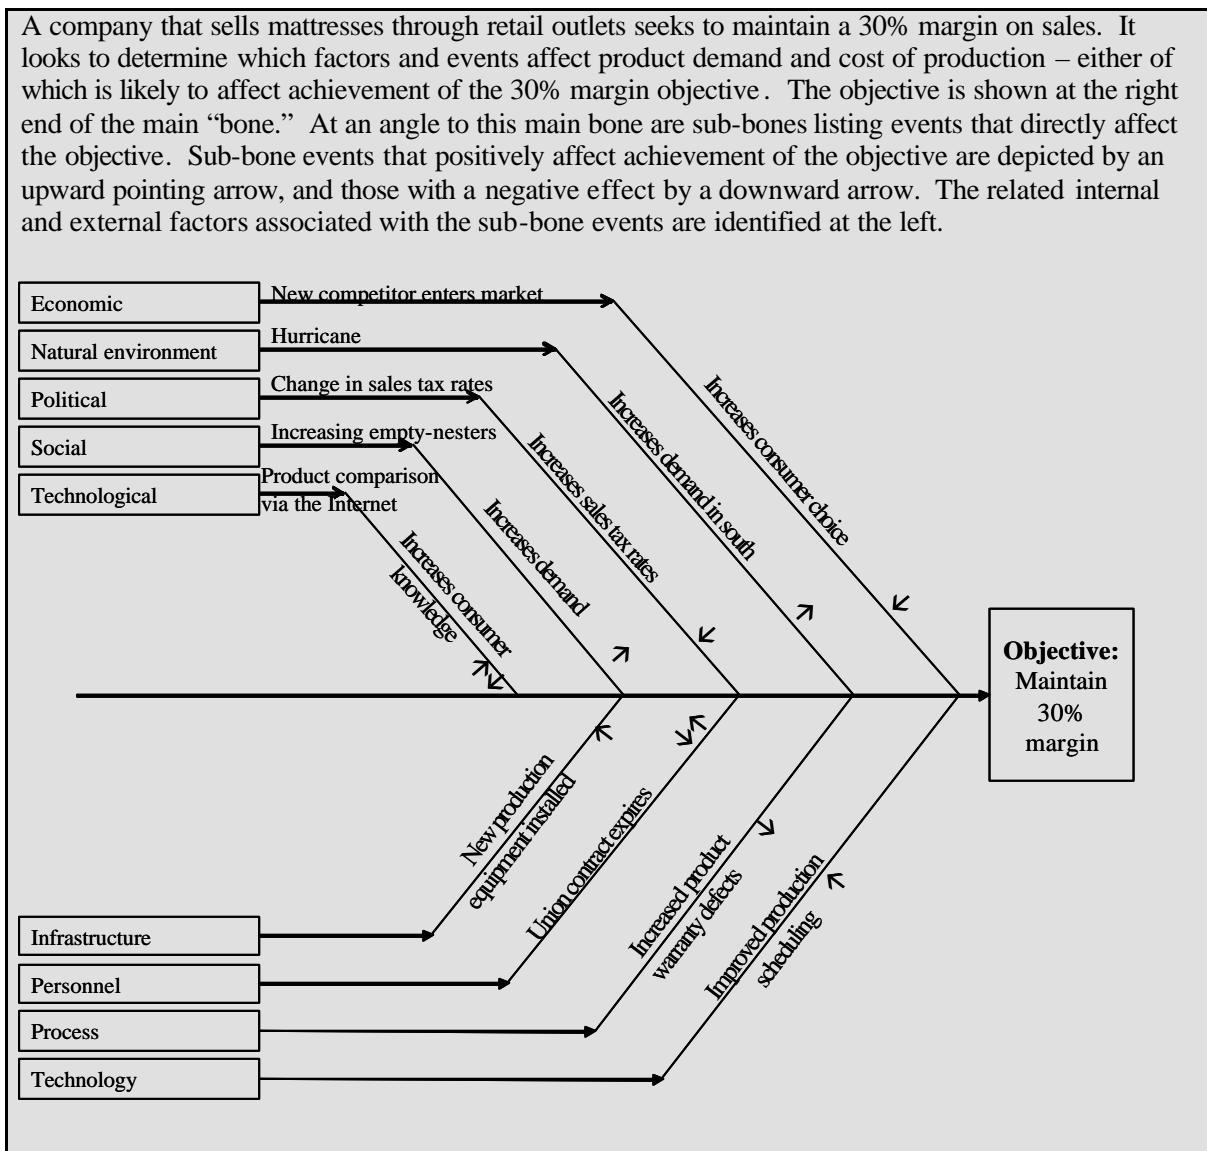 A company that sells mattresses through retail outlets seeks to maintain a 30% margin on sales.  It
looks to determine which factors and events affect product demand and cost of production – either of
which is likely to affect achievement of the 30% margin objective.  The objective is shown at the right
end of the main “bone.”  At an angle to this main bone are sub-bones listing events that directly affect
the objective.  Sub-bone events that positively affect achievement of the objective are depicted by an
upward pointing arrow, and those with a negative effect by a downward arrow.  The related internal
and external factors associated with the sub-bone events are identified at the left.
Economic
New competitor enters market
Natural environment
Hurricane
Political
Change in sales tax rates
Social
Increasing empty-nesters
Technological
Product comparison
via the Internet
Increases consumer
knowledge
Increases demand
Increases sales tax rates
Increases demand in south
Increases consumer choice
Objective:
Maintain
30%
margin
New production
equipment installed
Union contract expires
Increased product
warranty defects
Improved production
scheduling
Infrastructure
Personnel
Process
Technology